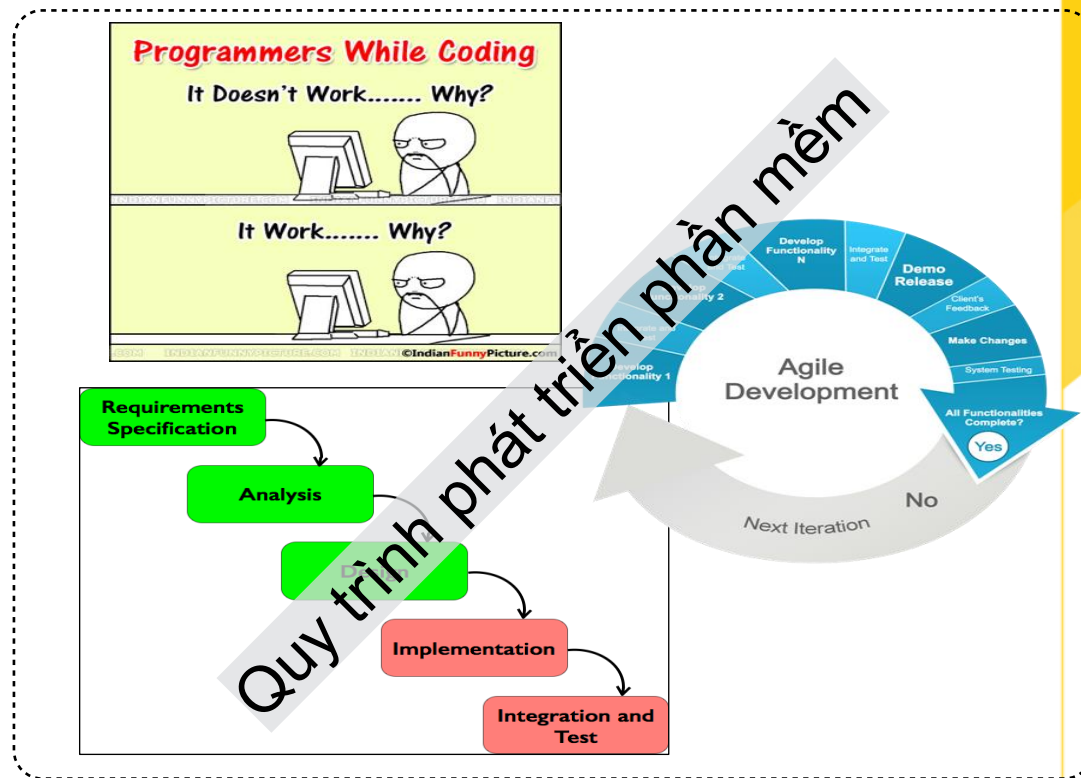 Programmers While Coding
It Doesn't Work....... Why?
It Work....... Why?
©IndianFunnyPicture.com
Quy trình phát triển phần mềm
Requirements
Specification
Analysis
Design
Implementation
Integration and
Test
Develop
Functionality
N
Integrate
and Test
Demo
Release
Client's
Feedback
Make Changes
System Testing
All Functionalities
Complete?
Yes
No
Next Iteration
Agile
Development